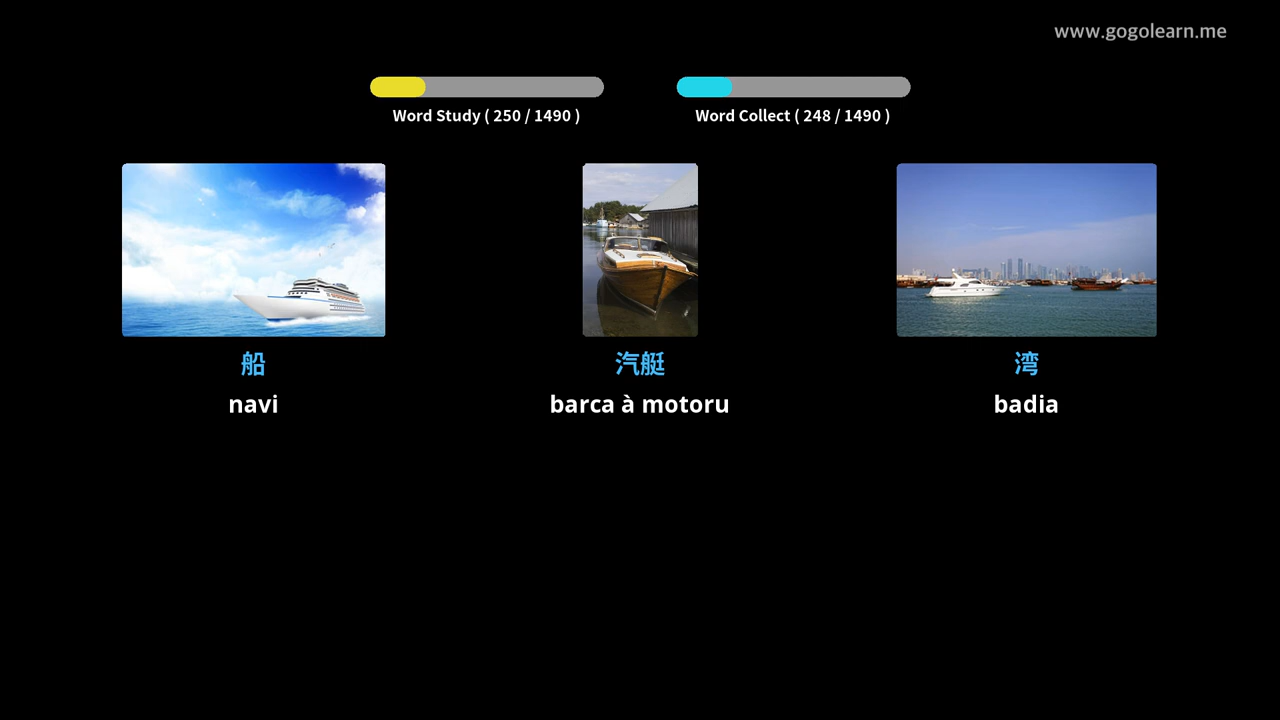 www.gogolearn.me
Word Study ( 250 / 1490 )
Word Collect ( 248 / 1490 )
船
汽艇
湾
navi
barca à motoru
badia